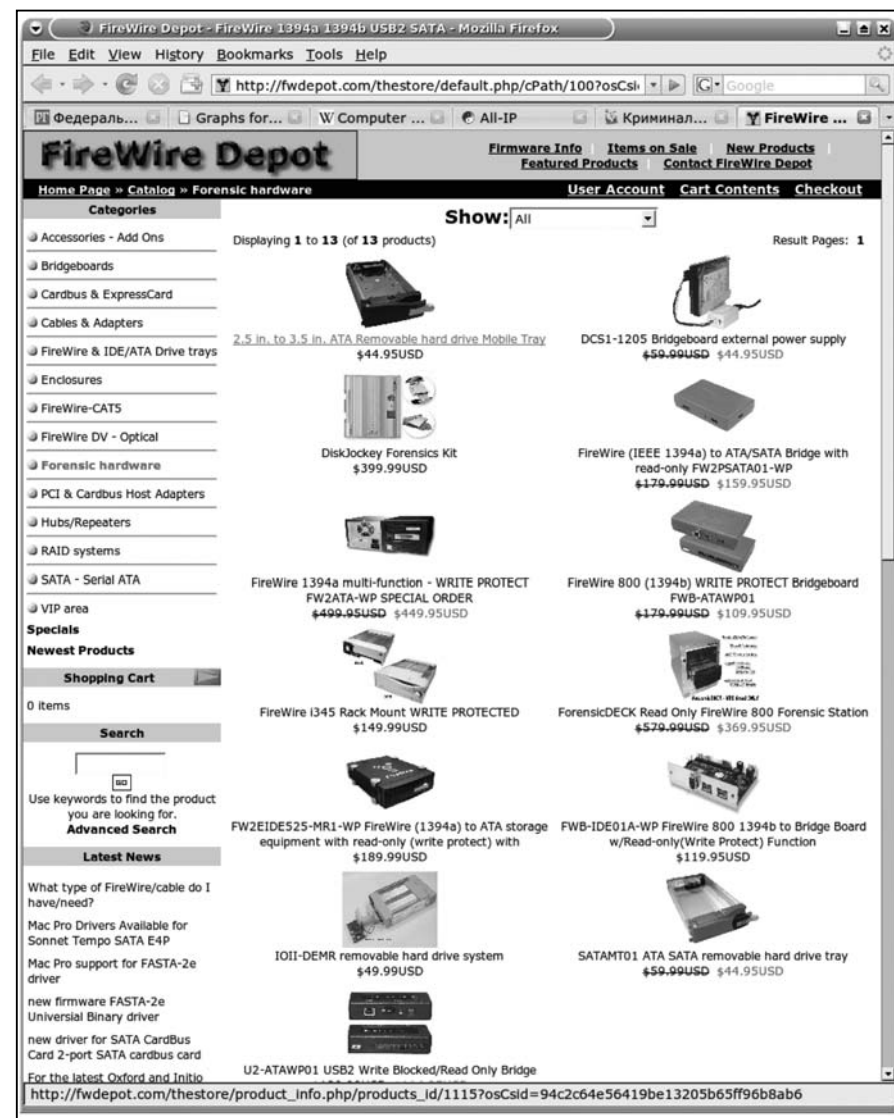 FireWire Depot - FireWire 1394a 1394b USB2 SATA - Mozilla Firefox
File Edit View History Bookmarks Tools Help
http://fwdepot.com/thestore/default.php/cPath/100?osCsi
G Google
Федераль... Graphs for... Computer ... All-IP Криминал... FireWire ...
FireWire Depot
Firmware Info Items on Sale New Products
Featured Products Contact FireWire Depot
Home Page » Catalog » Forensic hardware
User Account Cart Contents Checkout
Categories
Accessories - Add Ons
Bridgeboards
Cardbus & ExpressCard
Cables & Adapters
FireWire & IDE/ATA Drive trays
Enclosures
FireWire-CAT5
FireWire DV - Optical
Forensic hardware
PCI & Cardbus Host Adapters
Hubs/Repeaters
RAID systems
SATA - Serial ATA
VIP area
Specials
Newest Products
Shopping Cart
0 items
Search
GO
Use keywords to find the product
you are looking for.
Advanced Search
Latest News
What type of FireWire/cable do I
have/need?
Mac Pro Drivers Available for
Sonnet Tempo SATA E4P
Mac Pro support for FASTA-2e
driver
new firmware FASTA-2e
Universial Binary driver
new driver for SATA CardBus
Card 2-port SATA cardbus card
For the latest Oxford and Initio
Show: All
Displaying 1 to 13 (of 13 products)
Result Pages: 1
2.5 in. to 3.5 in. ATA Removable hard drive Mobile Tray
$44.95USD
DCS1-1205 Bridgeboard external power supply
$59.99USD $44.95USD
DiskJockey Forensics Kit
$399.99USD
FireWire (IEEE 1394a) to ATA/SATA Bridge with
read-only FW2PSATA01-WP
$179.99USD $159.95USD
FireWire 1394a multi-function - WRITE PROTECT
FW2ATA-WP SPECIAL ORDER
$499.95USD $449.95USD
FireWire 800 (1394b) WRITE PROTECT Bridgeboard
FWB-ATAWP01
$179.99USD $109.95USD
FireWire i345 Rack Mount WRITE PROTECTED
$149.99USD
ForensicDECK Read Only FireWire 800 Forensic Station
$579.99USD $369.95USD
FW2EIDE525-MR1-WP FireWire (1394a) to ATA storage
equipment with read-only (write protect) with
$189.99USD
FWB-IDE01A-WP FireWire 800 1394b to Bridge Board
w/Read-only(Write Protect) Function
$119.95USD
IOII-DEMR removable hard drive system
$49.99USD
SATAMT01 ATA SATA removable hard drive tray
$59.99USD $44.95USD
U2-ATAWP01 USB2 Write Blocked/Read Only Bridge
http://fwdepot.com/thestore/product_info.php/products_id/1115?osCsid=94c2c64e56419be13205b65ff96b8ab6